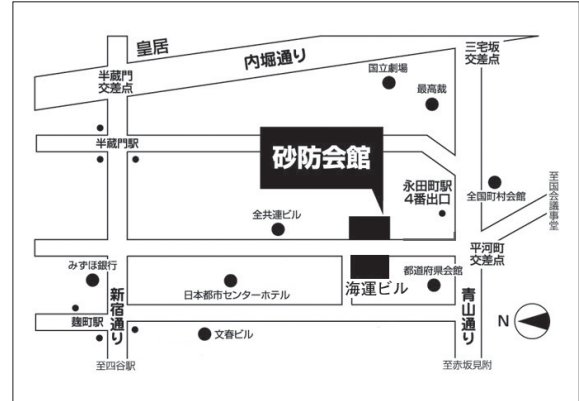 皇居
内堀通り
三宅坂
交差点
半蔵門
交差点
国立劇場
最高裁
半蔵門駅
砂防会館
永田町駅
4番出口
全国町村会館
至国会議事堂
全共連ビル
平河町
交差点
みずほ銀行
日本都市センターホテル
海運ビル
都道府県会館
新宿通り
青山通り
N
麹町駅
文春ビル
至四谷駅
至赤坂見附